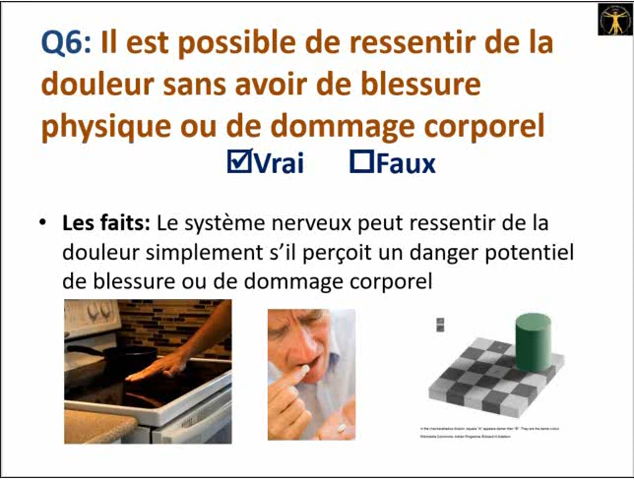 Q6: Il est possible de ressentir de la
douleur sans avoir de blessure
physique ou de dommage corporel
☑Vrai ☐Faux
• Les faits: Le système nerveux peut ressentir de la
douleur simplement s’il perçoit un danger potentiel
de blessure ou de dommage corporel